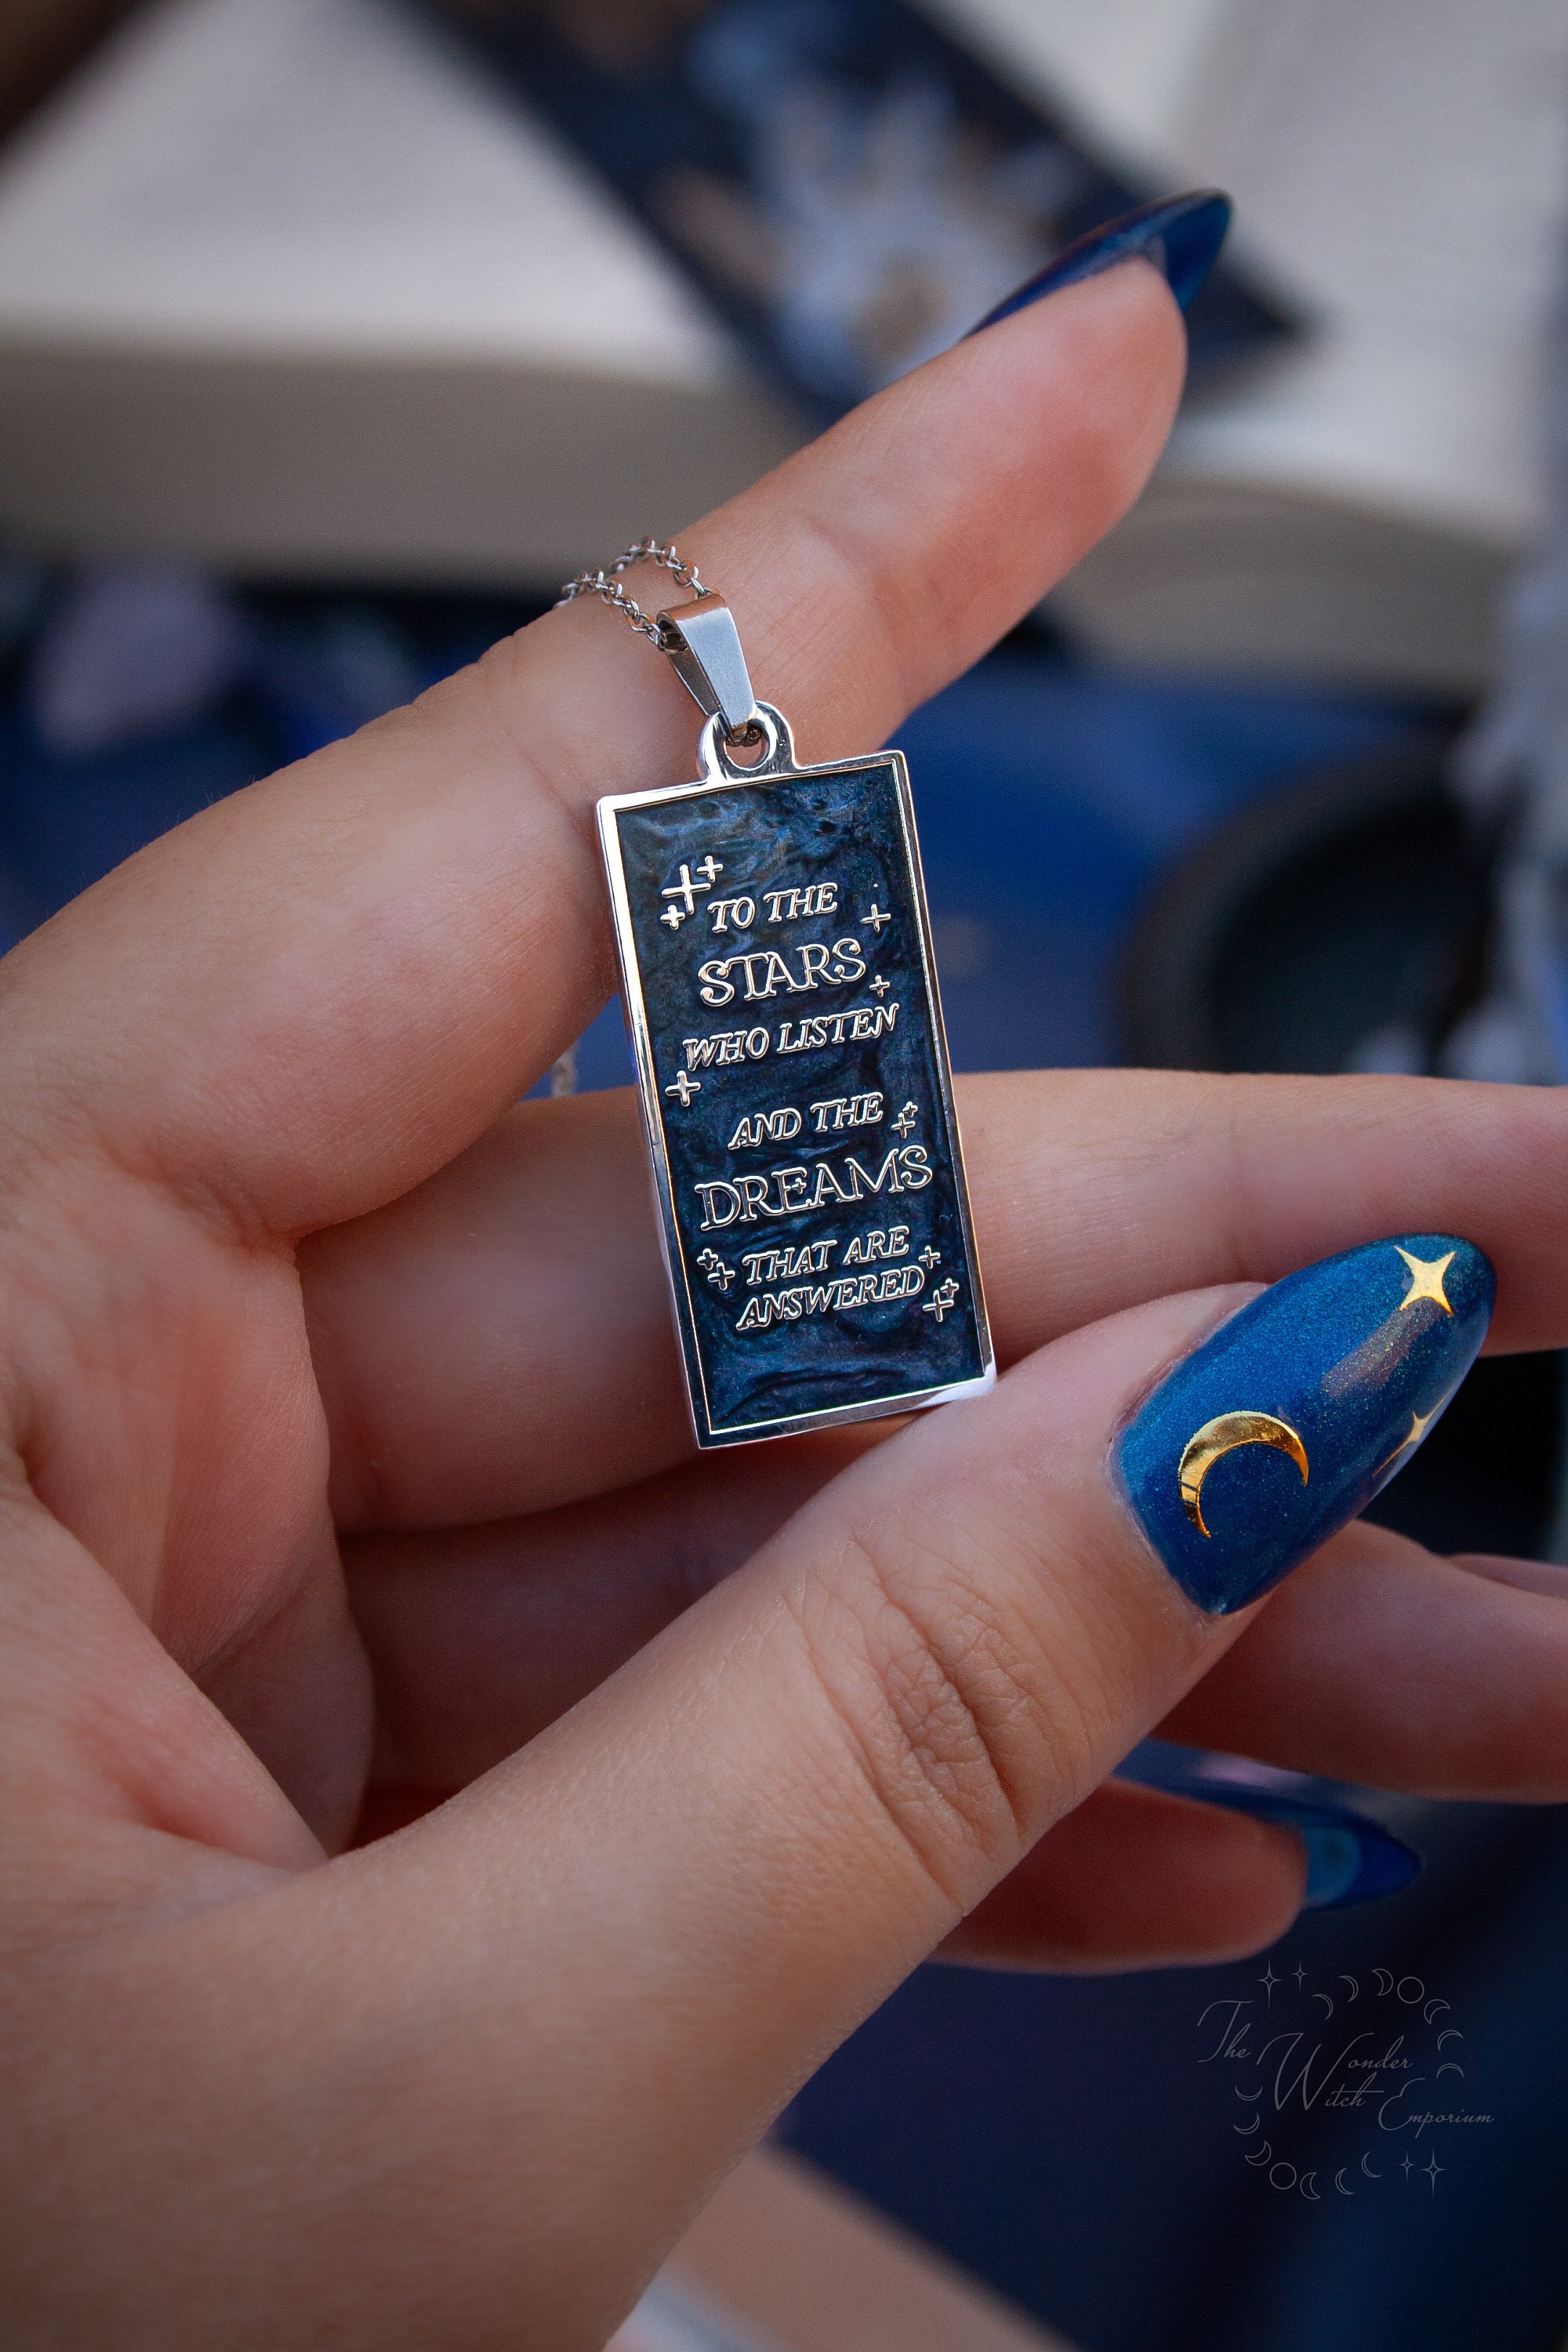 TO THE
STARS
WHO LISTEN
AND THE
DREAMS
THAT ARE
ANSWERED
The Wonder
Witch Emporium